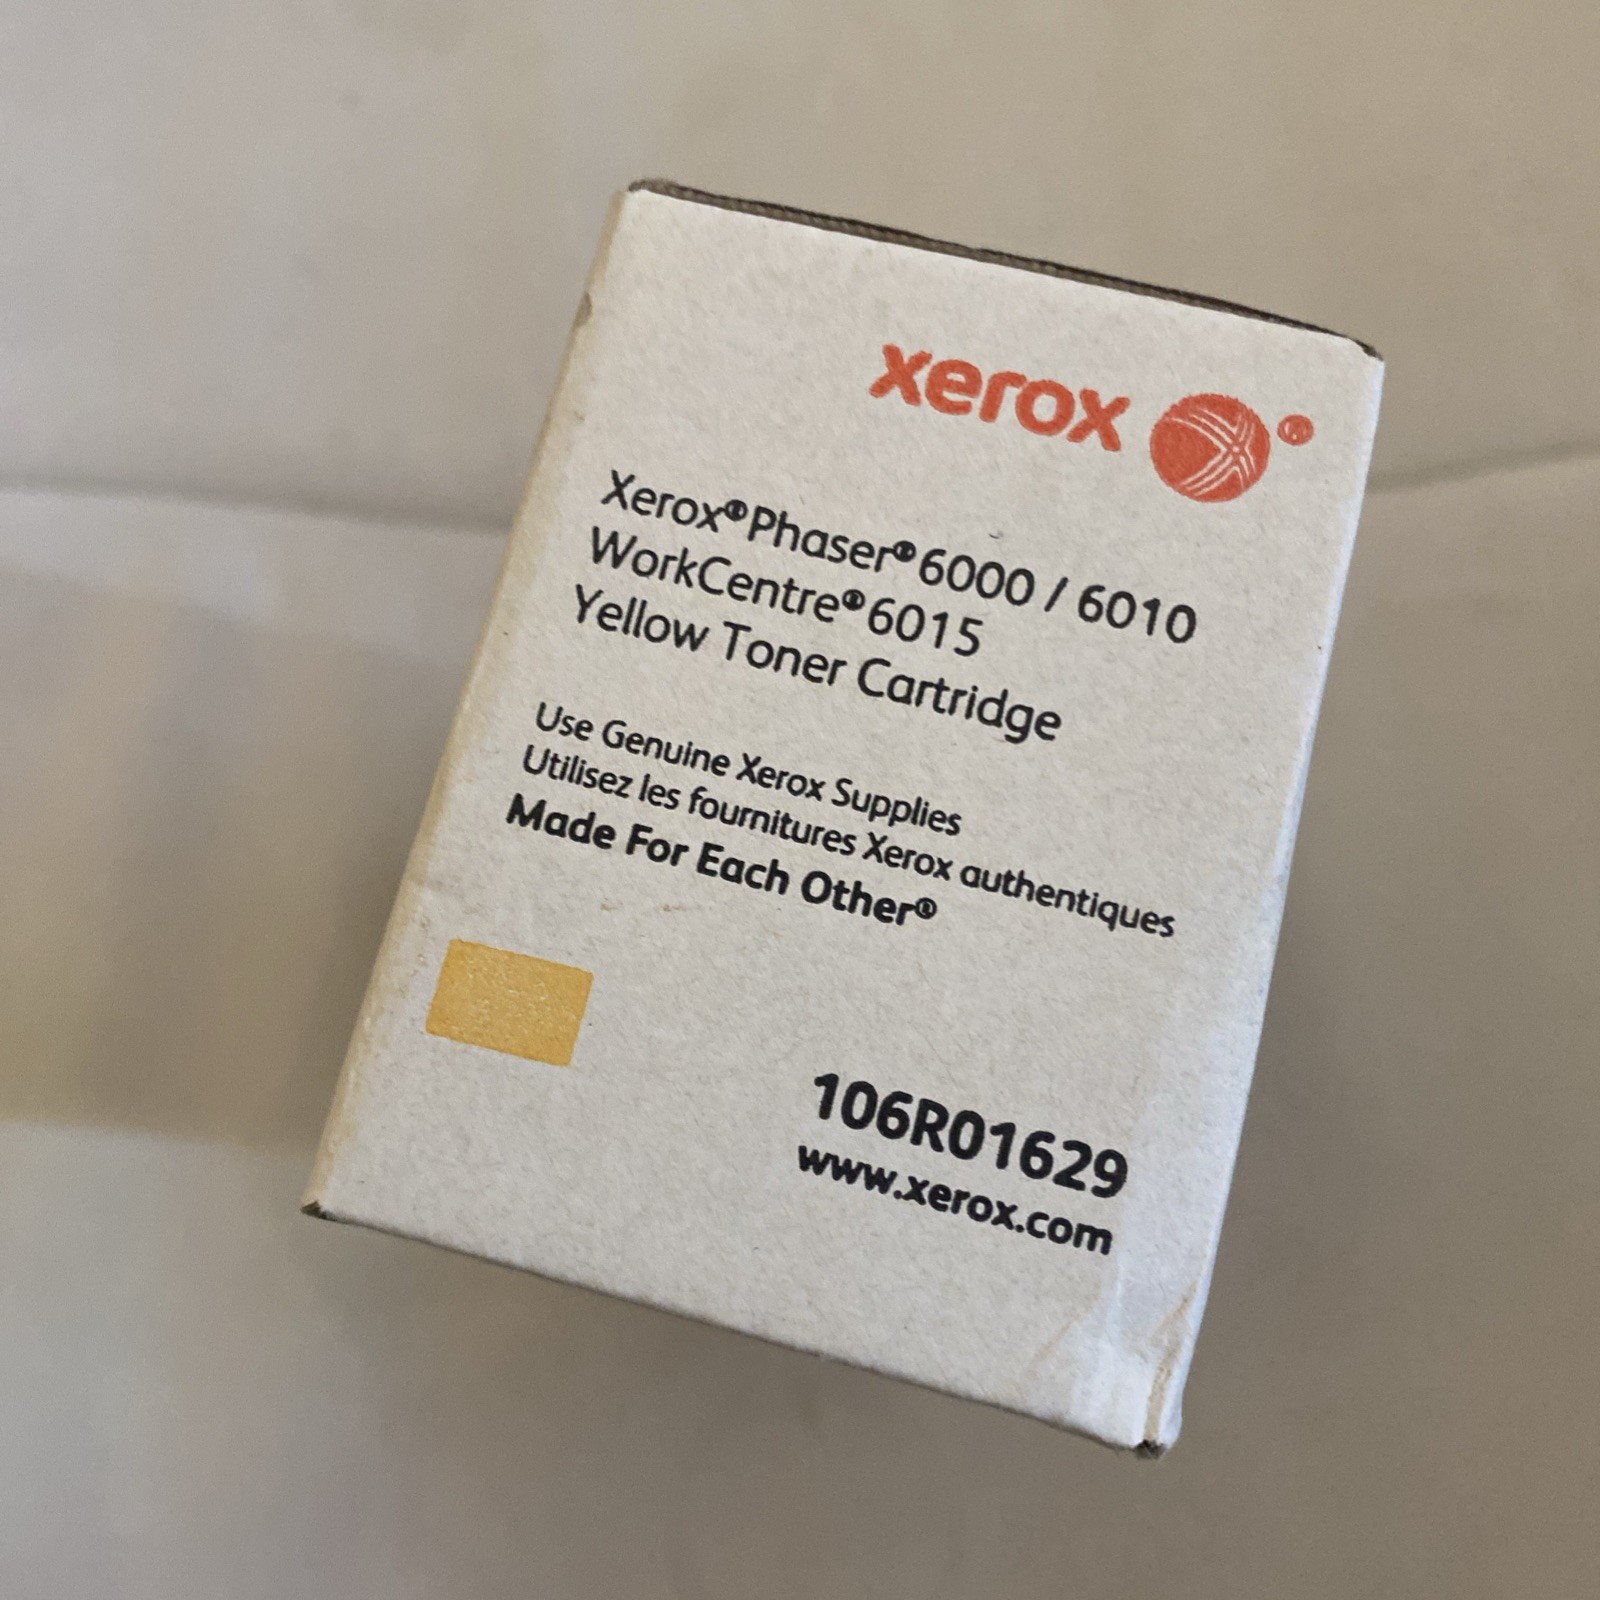 xerox ®
Xerox® Phaser® 6000 / 6010
WorkCentre® 6015
Yellow Toner Cartridge
Use Genuine Xerox Supplies
Utilisez les fournitures Xerox authentiques
Made For Each Other®
106R01629
www.xerox.com